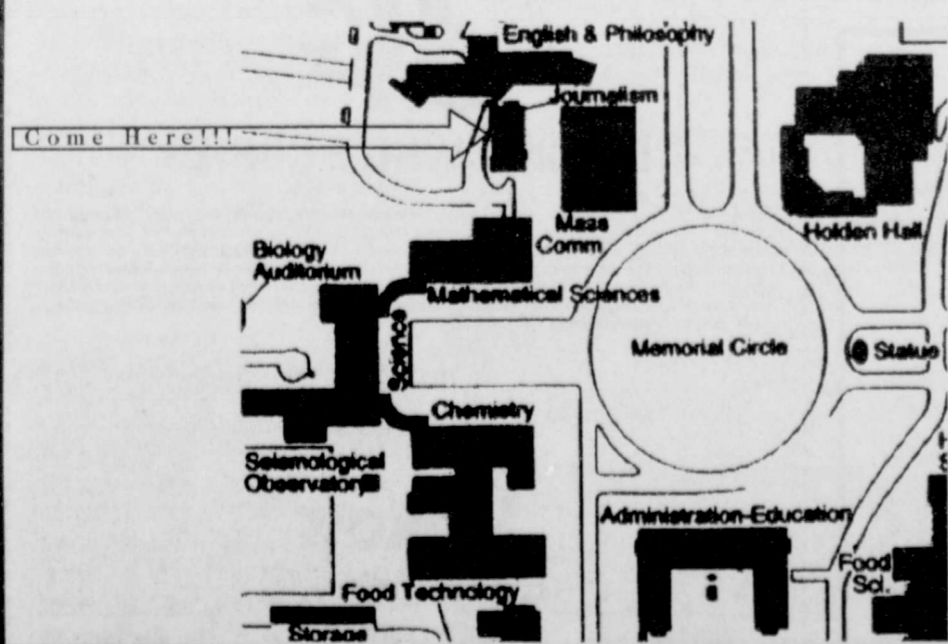 English & Philosophy
Journalism
Come Here!!!
Mass
Comm.
Holden Hall
Biology
Auditorium
Mathematical Sciences
Science
Memorial Circle
Statue
Chemistry
Seismological
Observatory
Administration-Education
Food
Sci.
Food Technology
Storage